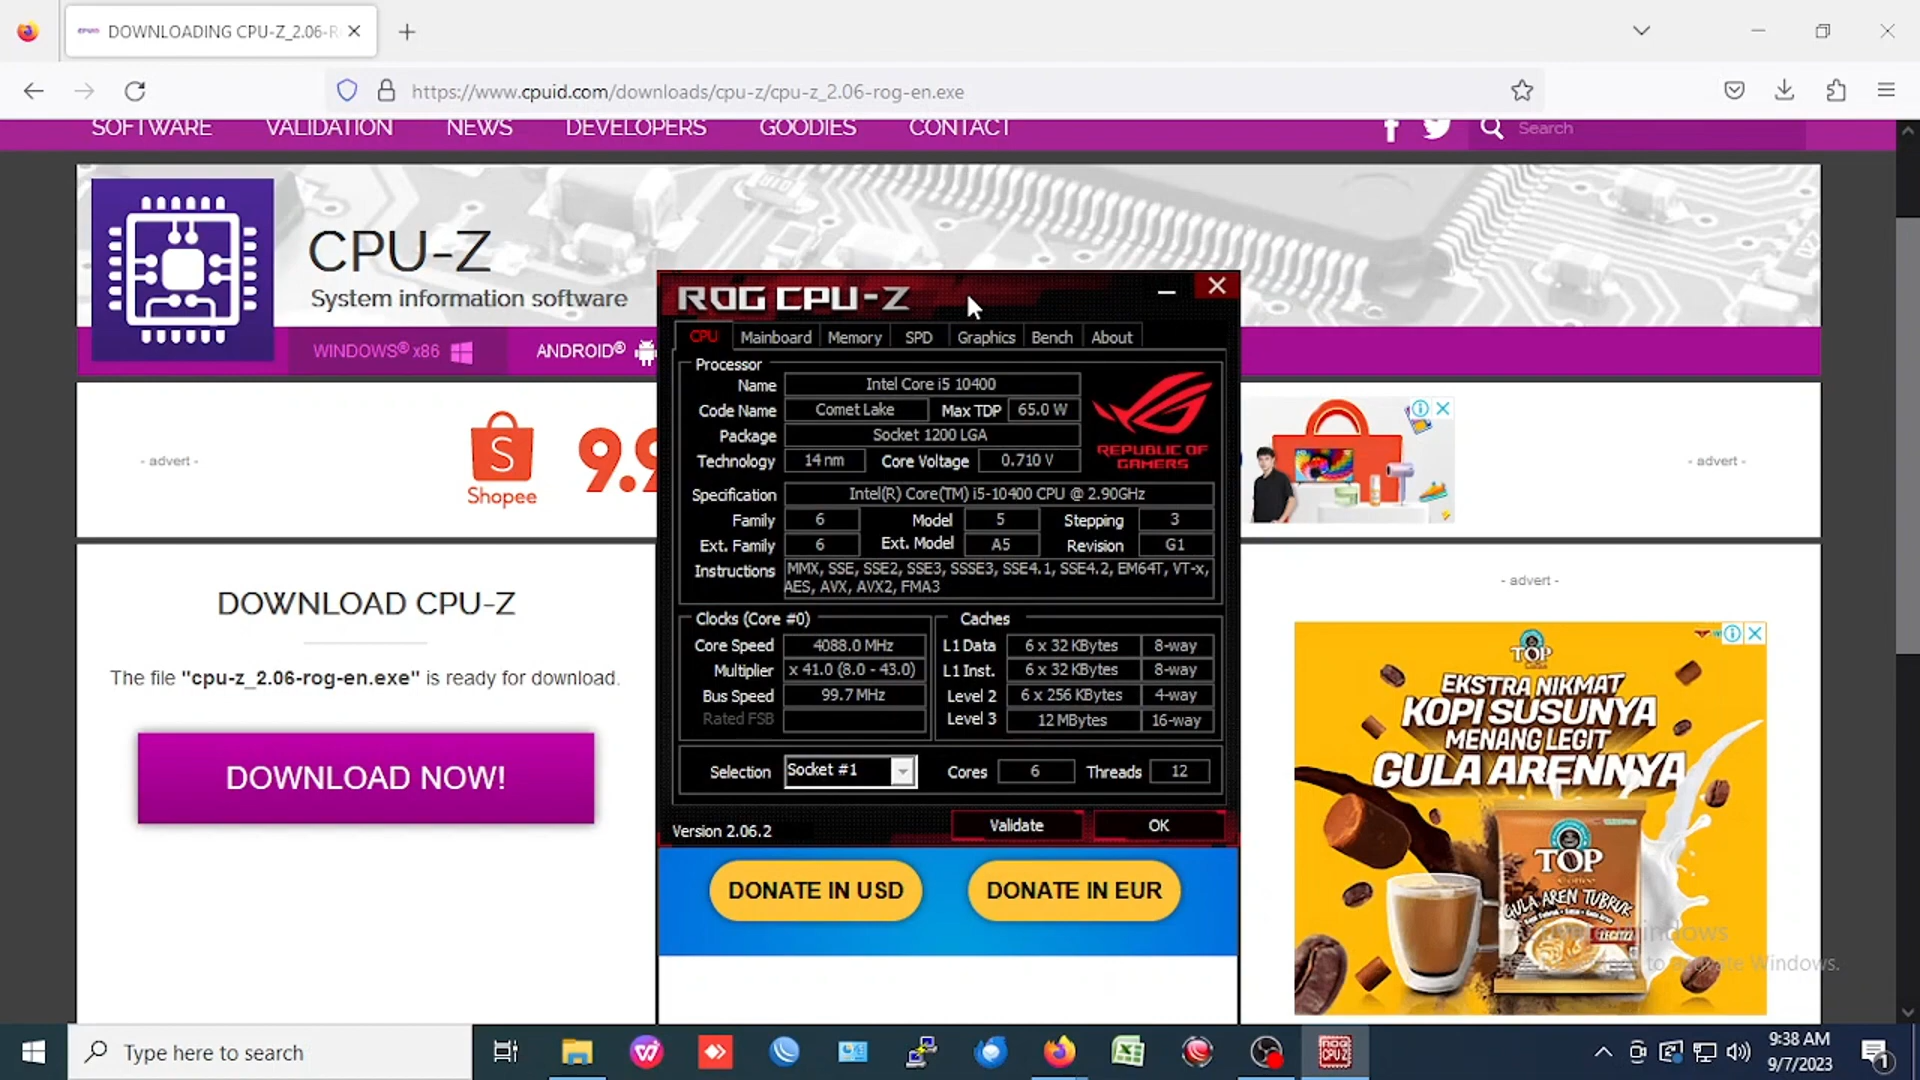 DOWNLOADING CPU-Z_2.06-R
https://www.cpuid.com/downloads/cpu-z/cpu-z_2.06-rog-en.exe
SOFTWARE VALIDATION NEWS DEVELOPERS GOODIES CONTACT Search
CPU-Z
System information software
WINDOWS® x86 ANDROID®
- advert -
Shopee
9.9
- advert -
DOWNLOAD CPU-Z
The file "cpu-z_2.06-rog-en.exe" is ready for download.
DOWNLOAD NOW!
ROG CPU-Z
CPU Mainboard Memory SPD Graphics Bench About
Processor
Name Intel Core i5 10400
Code Name Comet Lake Max TDP 65.0 W
Package Socket 1200 LGA
Technology 14 nm Core Voltage 0.710 V
REPUBLIC OF
GAMERS
Specification Intel(R) Core(TM) i5-10400 CPU @ 2.90GHz
Family 6 Model 5 Stepping 3
Ext. Family 6 Ext. Model A5 Revision G1
Instructions MMX, SSE, SSE2, SSE3, SSSE3, SSE4.1, SSE4.2, EM64T, VT-x,
AES, AVX, AVX2, FMA3
Clocks (Core #0)
Core Speed 4088.0 MHz
Multiplier x 41.0 (8.0 - 43.0)
Bus Speed 99.7 MHz
Rated FSB
Caches
L1 Data 6 x 32 KBytes 8-way
L1 Inst. 6 x 32 KBytes 8-way
Level 2 6 x 256 KBytes 4-way
Level 3 12 MBytes 16-way
Selection Socket #1 Cores 6 Threads 12
Version 2.06.2 Validate OK
DONATE IN USD DONATE IN EUR
- advert -
TOP
EKSTRA NIKMAT
KOPI SUSUNYA
MENANG LEGIT
GULA ARENNYA
TOP
GULA AREN TUBRUK
Type here to search
9:38 AM
9/7/2023
1